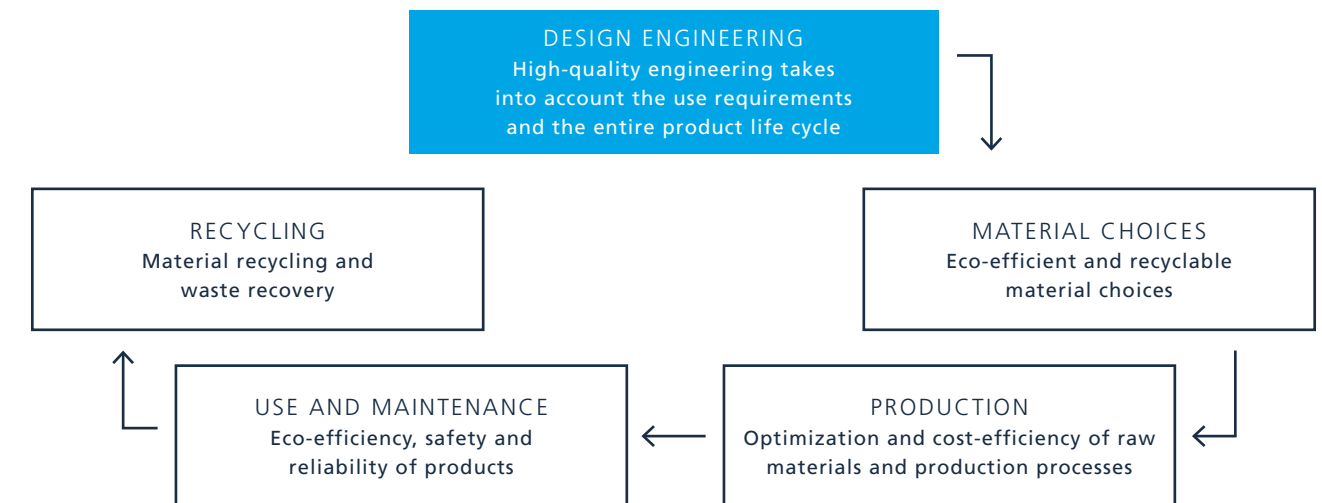 DESIGN ENGINEERING
High-quality engineering takes
into account the use requirements
and the entire product life cycle
RECYCLING
Material recycling and
waste recovery
MATERIAL CHOICES
Eco-efficient and recyclable
material choices
USE AND MAINTENANCE
Eco-efficiency, safety and
reliability of products
PRODUCTION
Optimization and cost-efficiency of raw
materials and production processes